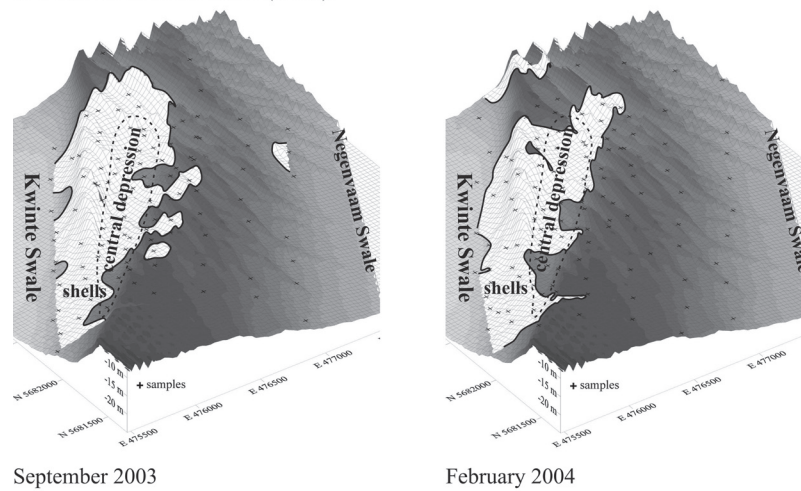 Kwinte Swale
central depression
shells
Negenvaam Swale
-10 m
-15 m
-20 m
+ samples
N 5682000
N 5681500
E 475500
E 476000
E 476500
E 477000
September 2003
Kwinte Swale
central depression
shells
Negenvaam Swale
-10 m
-15 m
-20 m
+ samples
N 5682000
N 5681500
E 475500
E 476000
E 476500
E 477000
February 2004